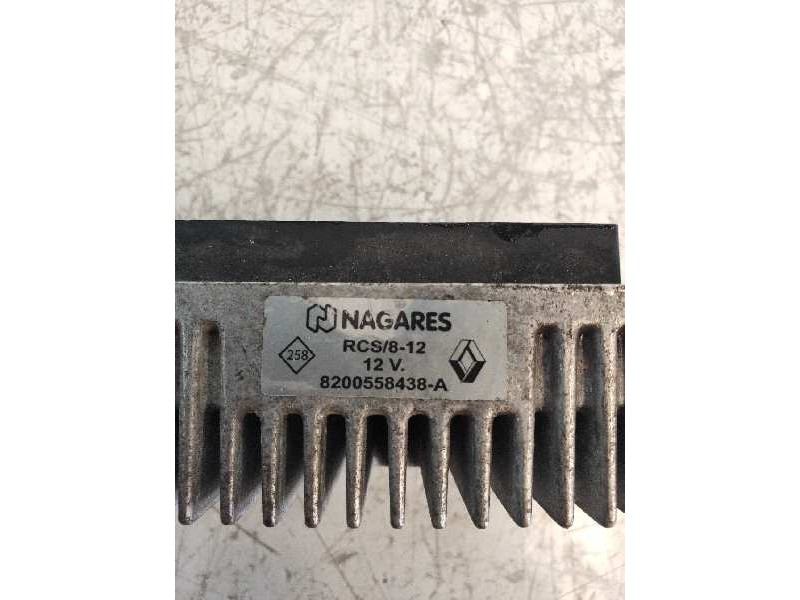 NAGARES
RCS/8-12
258
12 V.
8200558438-A